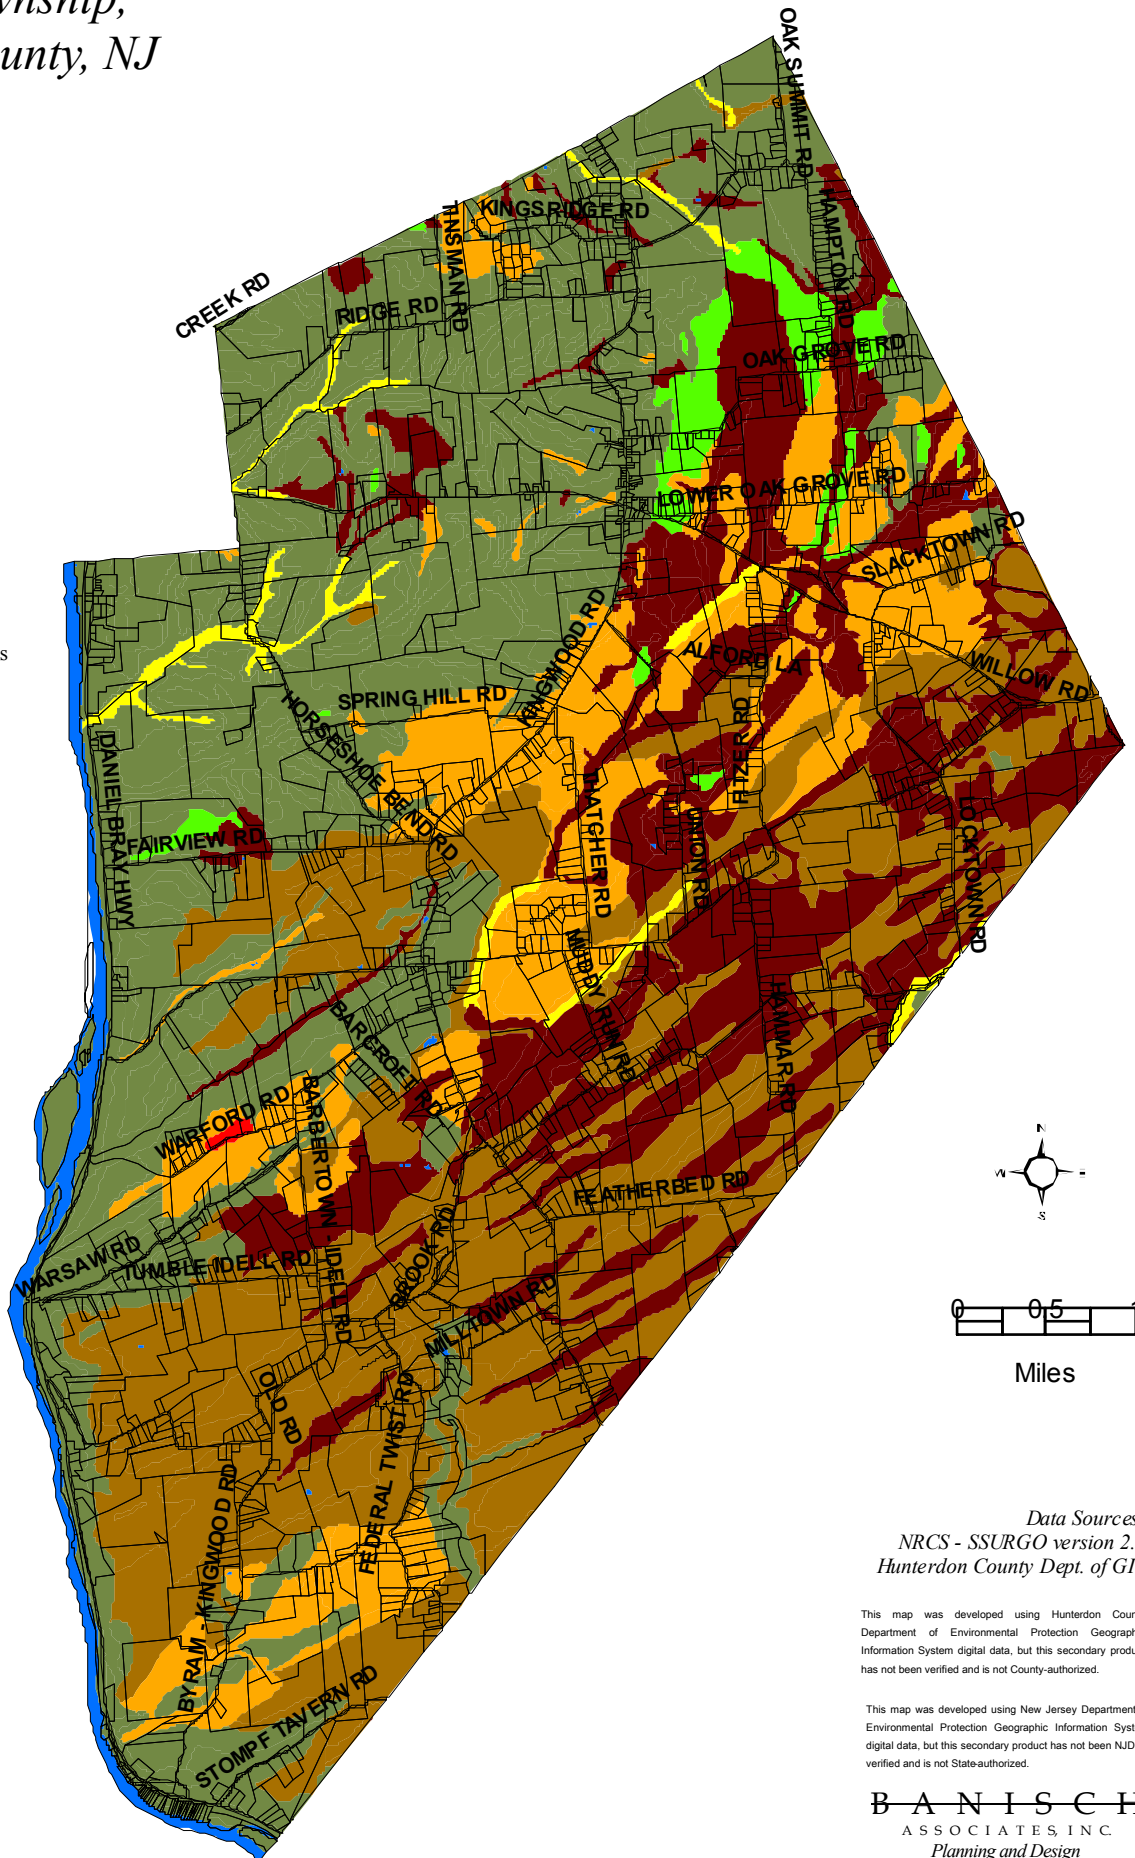 wnship,
unty, NJ
OAK SUMMIT RD
KINGSRIDGE RD
TINSMAN RD
HAMPTON RD
CREEK RD
RIDGE RD
OAK GROVE RD
LOWER OAK GROVE RD
SLACKTOWN RD
s
KINGWOOD RD
ALFORD LA
WILLOW RD
SPRING HILL RD
HORSESHOE BEND RD
FITZER RD
DANIEL BRAY HWY
THATCHER RD
UNION RD
LOCKTOWN RD
FAIRVIEW RD
MUDDY RUN RD
HAMMAR RD
BARCROFT RD
WARFORD RD
BARBERTOWN - IDELL RD
FEATHERBED RD
N
W
E
S
WARSAW RD
TUMBLE IDELL RD
BROOK RD
MILLTOWN RD
0 0.5 1
Miles
OLD RD
FEDERAL TWIST RD
BYRAM - KINGWOOD RD
STOMPF TAVERN RD
Data Sources
NRCS - SSURGO version 2.
Hunterdon County Dept. of GI
This map was developed using Hunterdon Coun
Department of Environmental Protection Geograph
Information System digital data, but this secondary produ
has not been verified and is not County-authorized.
This map was developed using New Jersey Department
Environmental Protection Geographic Information Syst
digital data, but this secondary product has not been NJD
verified and is not State-authorized.
BANISCH
ASSOCIATES, INC.
Planning and Design